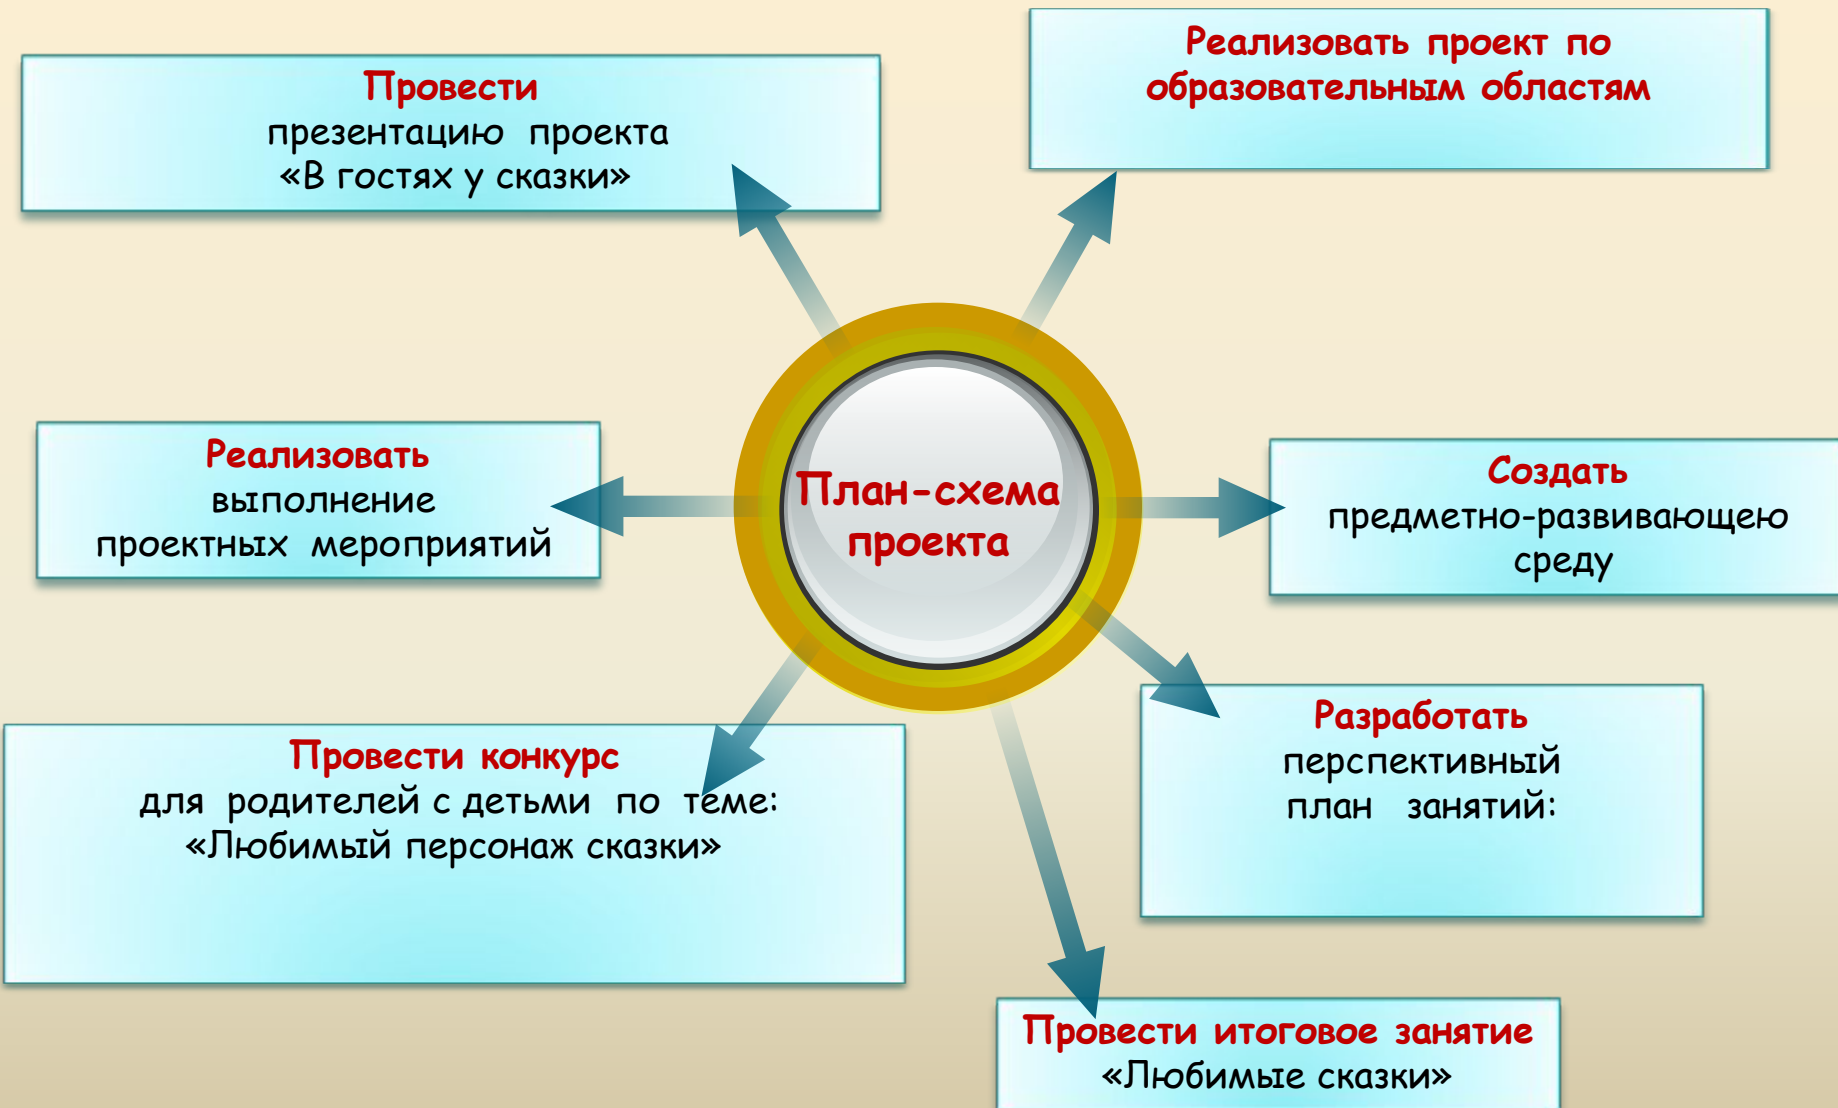 Провести
презентацию проекта
«В гостях у сказки»
Реализовать проект по
образовательным областям
Реализовать
выполнение
проектных мероприятий
План-схема
проекта
Создать
предметно-развивающею
среду
Провести конкурс
для родителей с детьми по теме:
«Любимый персонаж сказки»
Разработать
перспективный
план занятий:
Провести итоговое занятие
«Любимые сказки»